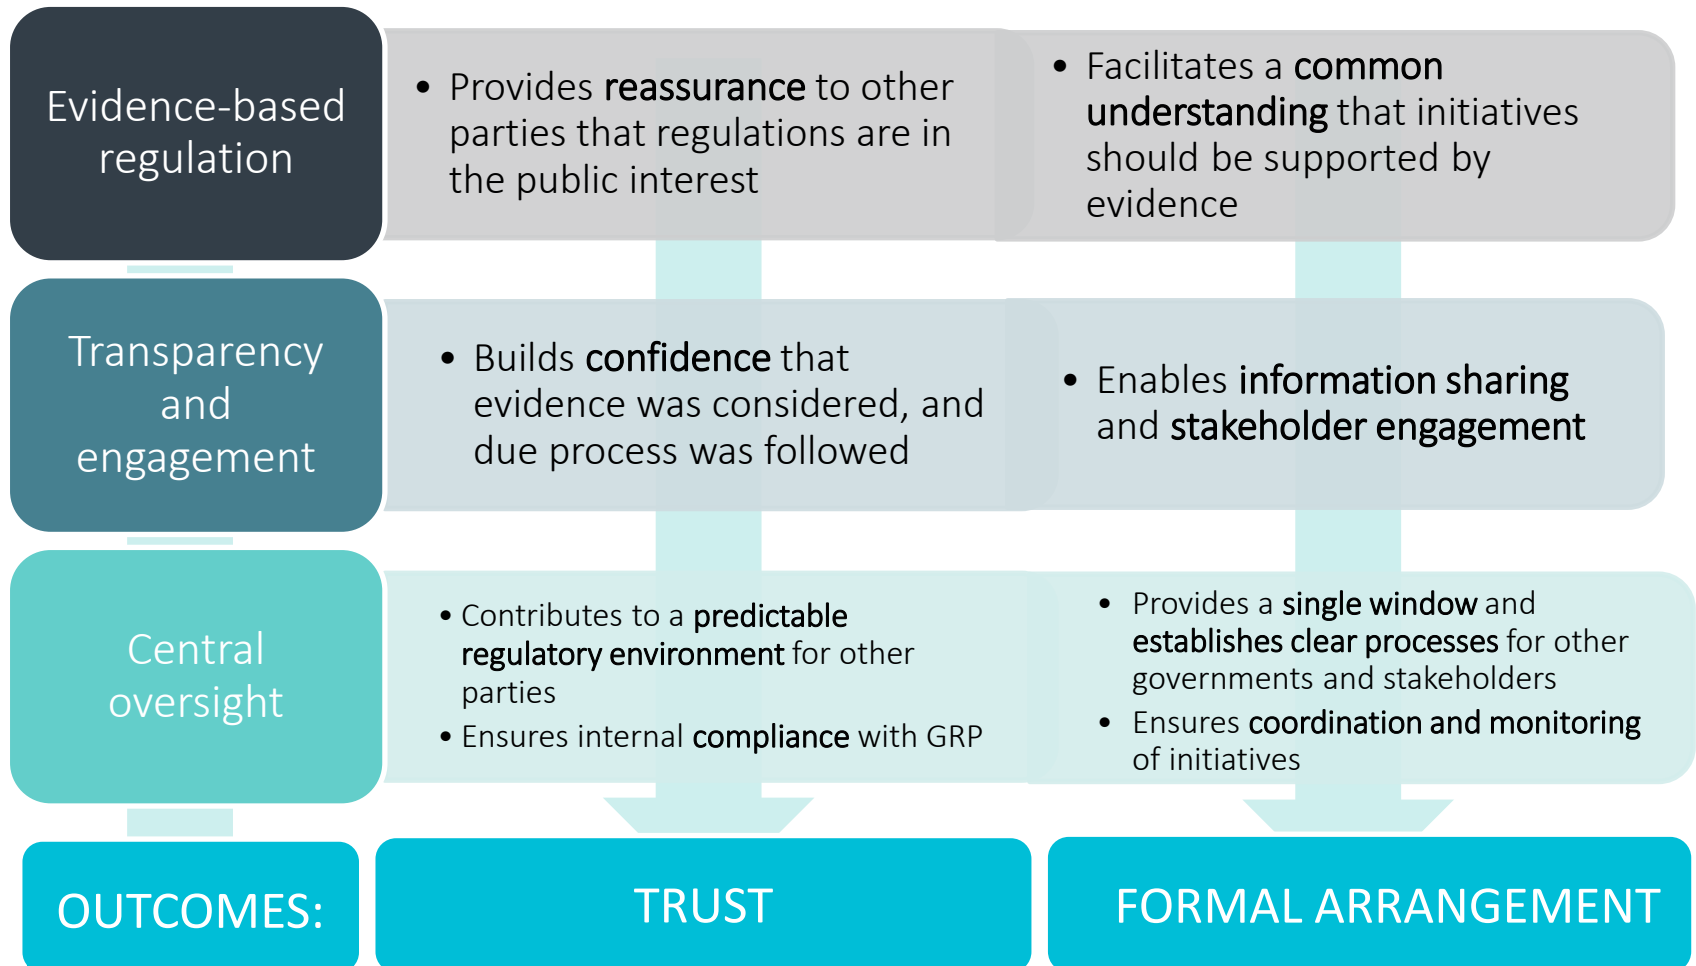 Evidence-based
regulation
• Provides reassurance to other
parties that regulations are in
the public interest
• Facilitates a common
understanding that initiatives
should be supported by
evidence
Transparency
and
engagement
• Builds confidence that
evidence was considered, and
due process was followed
• Enables information sharing
and stakeholder engagement
Central
oversight
• Contributes to a predictable
regulatory environment for other
parties
• Ensures internal compliance with GRP
• Provides a single window and
establishes clear processes for other
governments and stakeholders
• Ensures coordination and monitoring
of initiatives
OUTCOMES:
TRUST
FORMAL ARRANGEMENT